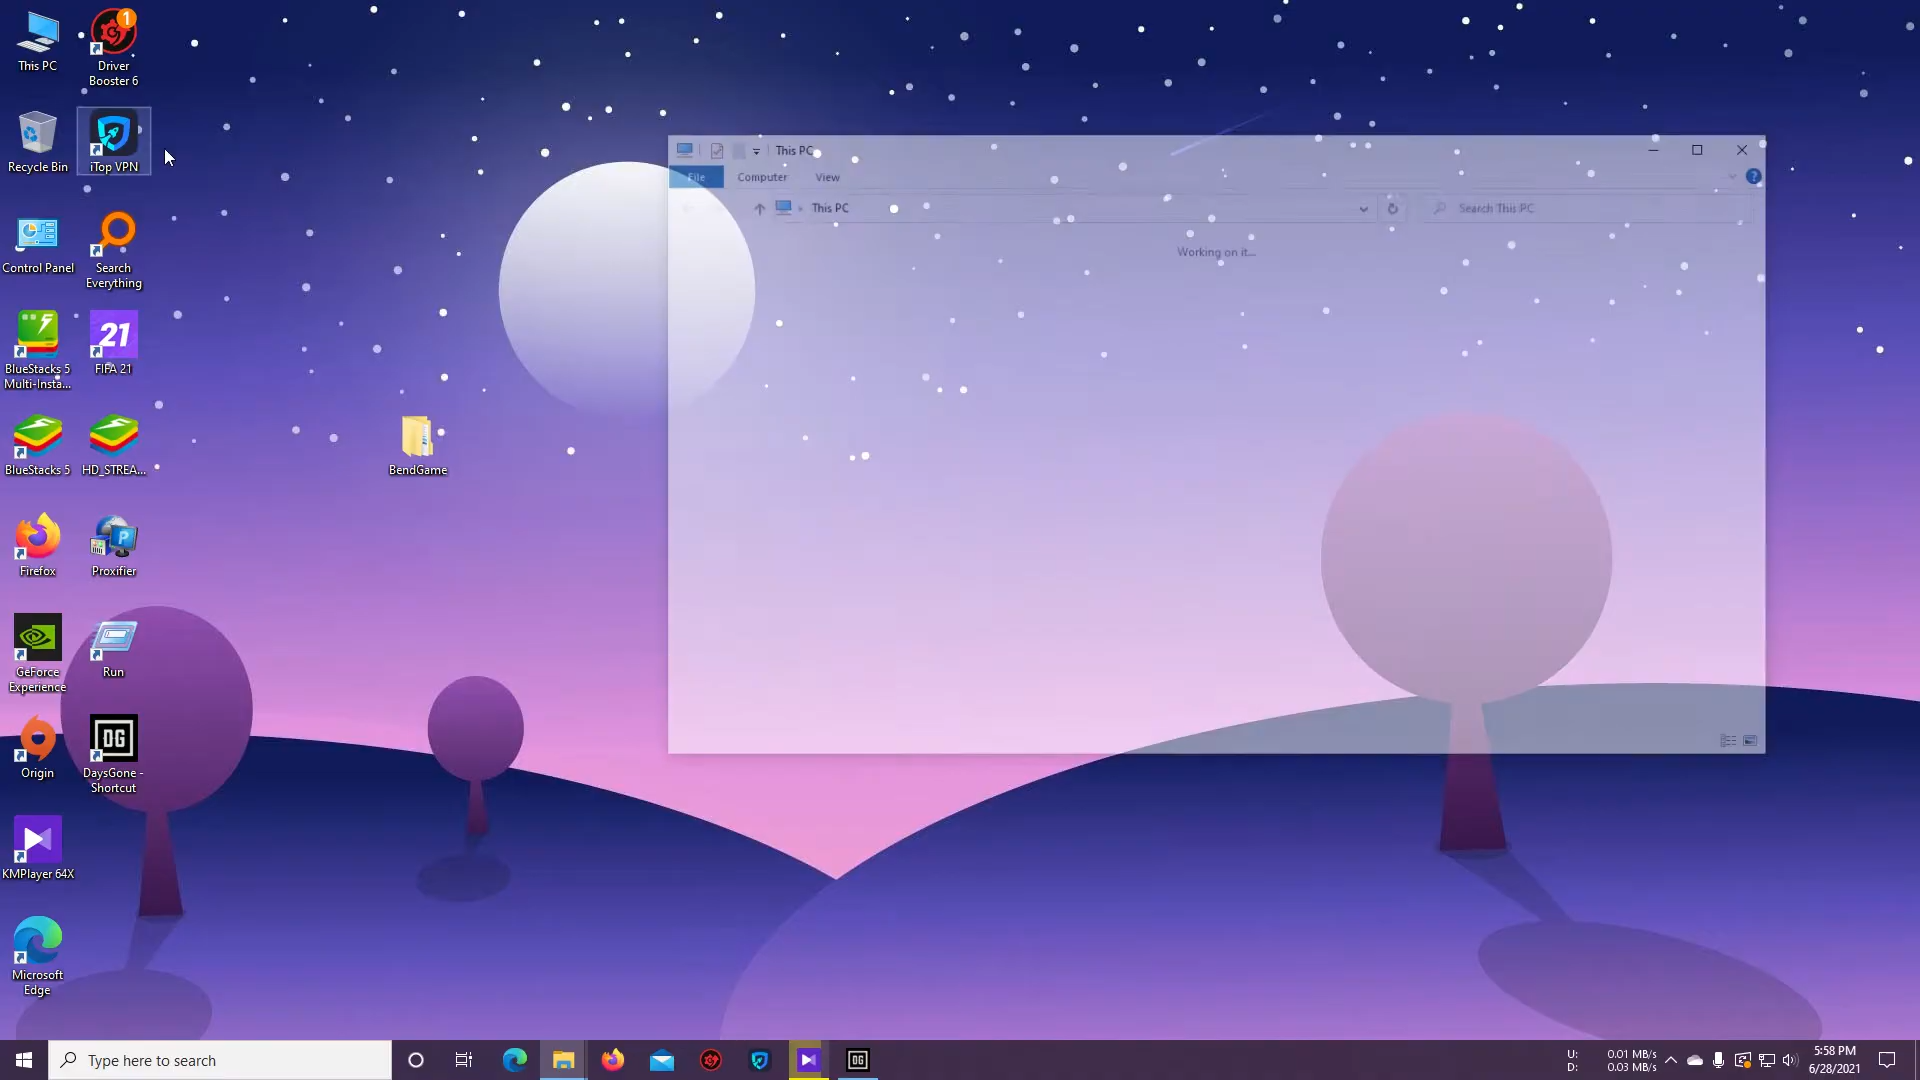 This PC
Driver
Booster 6
1
Recycle Bin
iTop VPN
Control Panel
Search
Everything
BlueStacks 5
Multi-Insta...
21
FIFA 21
BlueStacks 5
HD_STREA...
Firefox
P
Proxifier
GeForce
Experience
Run
Origin
DG
DaysGone -
Shortcut
KMPlayer 64X
Microsoft
Edge
BendGame
This PC
File
Computer
View
?
This PC
Search This PC
Working on it...
Type here to search
DG
U:
D:
0.01 MB/s
0.03 MB/s
5:58 PM
6/28/2021